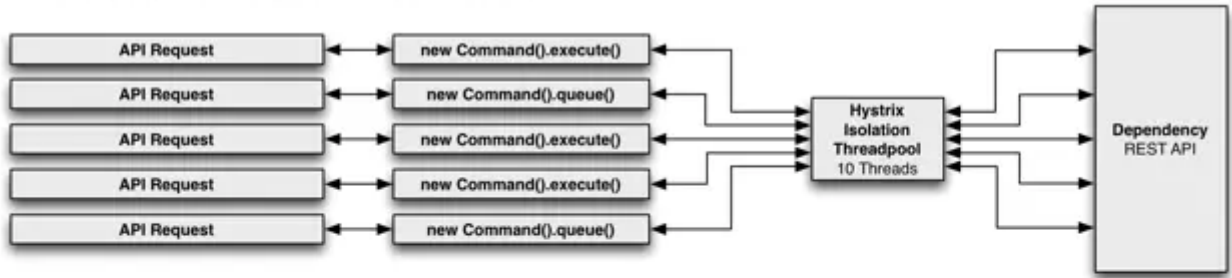 API Request
new Command().execute()
API Request
new Command().queue()
API Request
new Command().execute()
API Request
new Command().execute()
API Request
new Command().queue()
Hystrix
Isolation
Threadpool
10 Threads
Dependency
REST API